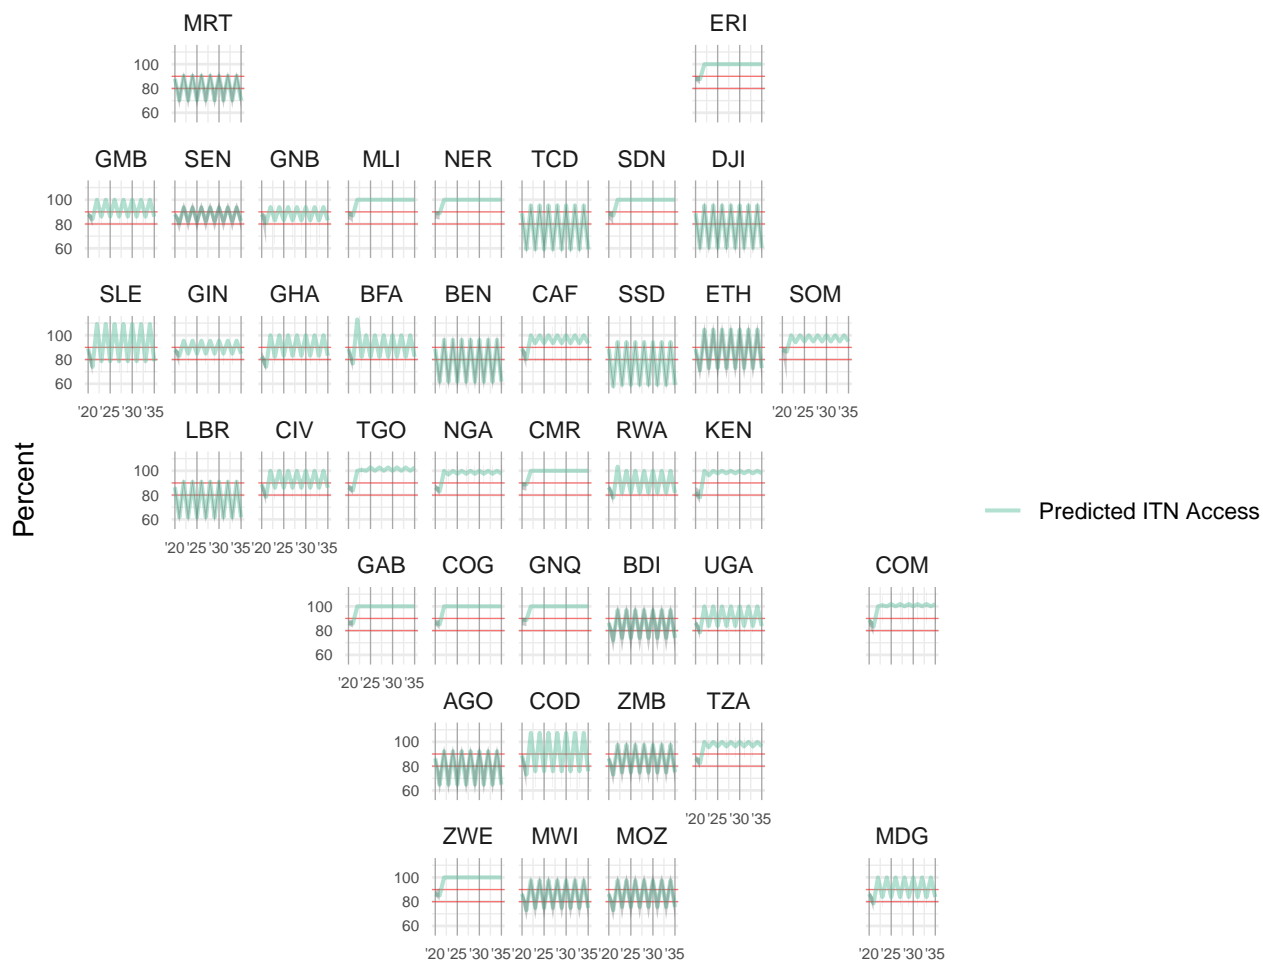 MRT ERI
100
80
60
GMB SEN GNB MLI NER TCD SDN DJI
100
80
60
SLE GIN GHA BFA BEN CAF SSD ETH SOM
100
80
60
'20 '25 '30 '35 '20 '25 '30 '35
LBR CIV TGO NGA CMR RWA KEN
100
80
60
'20 '25 '30 '35 '20 '25 '30 '35
GAB COG GNQ BDI UGA COM
100
80
60
'20 '25 '30 '35
AGO COD ZMB TZA
100
80
60
'20 '25 '30 '35
ZWE MWI MOZ MDG
100
80
60
'20 '25 '30 '35 '20 '25 '30 '35 '20 '25 '30 '35 '20 '25 '30 '35
Percent
Predicted ITN Access